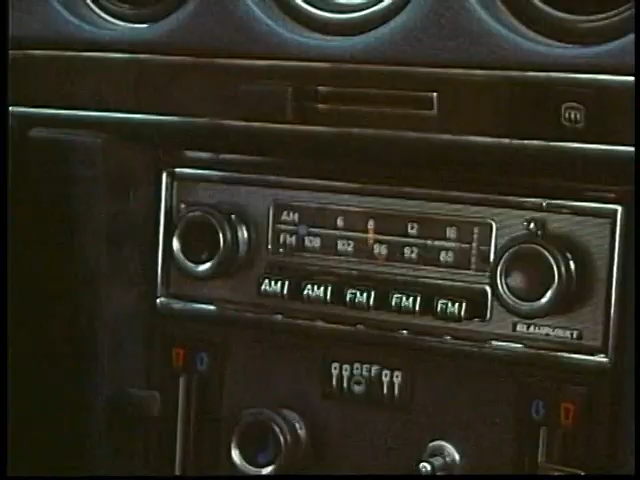 AM 6 8 12 16
FM 108 102 96 92 88
AM AM FM FM FM
BLAUPUNKT
DEF